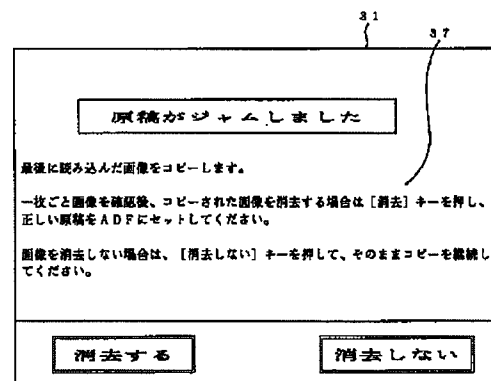 31
37
原稿がジャムしました
最後に読み込んだ画像をコピーします。
一枚ごと画像を確認後、コピーされた画像を消去する場合は［消去］キーを押し、
正しい原稿をADFにセットしてください。
画像を消去しない場合は、［消去しない］キーを押して、そのままコピーを継続し
てください。
消去する
消去しない